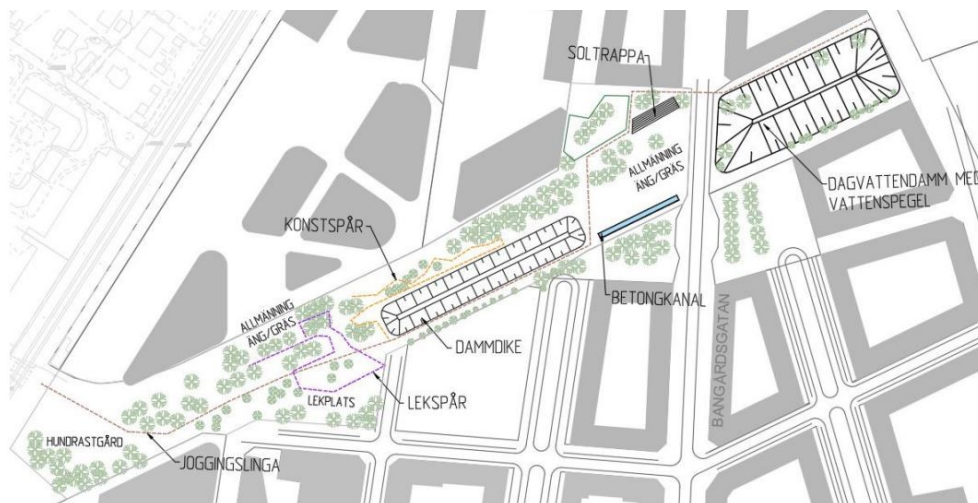 SOLTRAPPA
ALLMÄNNING
ÄNG/GRÄS
DAGVATTENDAMM MED
VATTENSPEGEL
KONSTSPÅR
BETONGKANAL
BANGÅRDSGATAN
ALLMÄNNING
ÄNG/GRÄS
DAMMDIKE
LEKPLATS
LEKSPÅR
HUNDRASTGÅRD
JOGGINGSLINGA